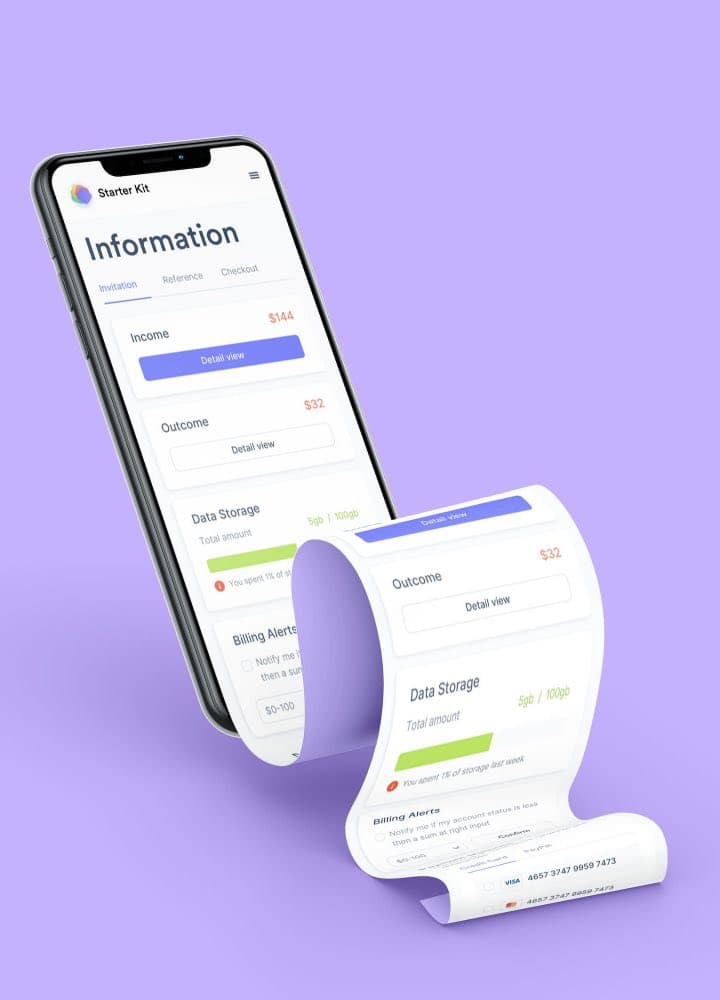 Starter Kit
Information
Invitation Reference Checkout
Income $144
Detail view
Outcome $32
Detail view
Data Storage
Total amount 5gb / 100gb
You spent 1% of st
Billing Alerts
Notify me i
then a sum
$0-100
Detail view
Outcome $32
Detail view
Data Storage
Total amount 5gb / 100gb
You spent 1% of storage last week
Billing Alerts
Notify me if my account status is less
then a sum at right input
$0-100 Confirm
Credit Card PayPal
VISA 4657 3747 9959 7473
4657 3747 9959 7473